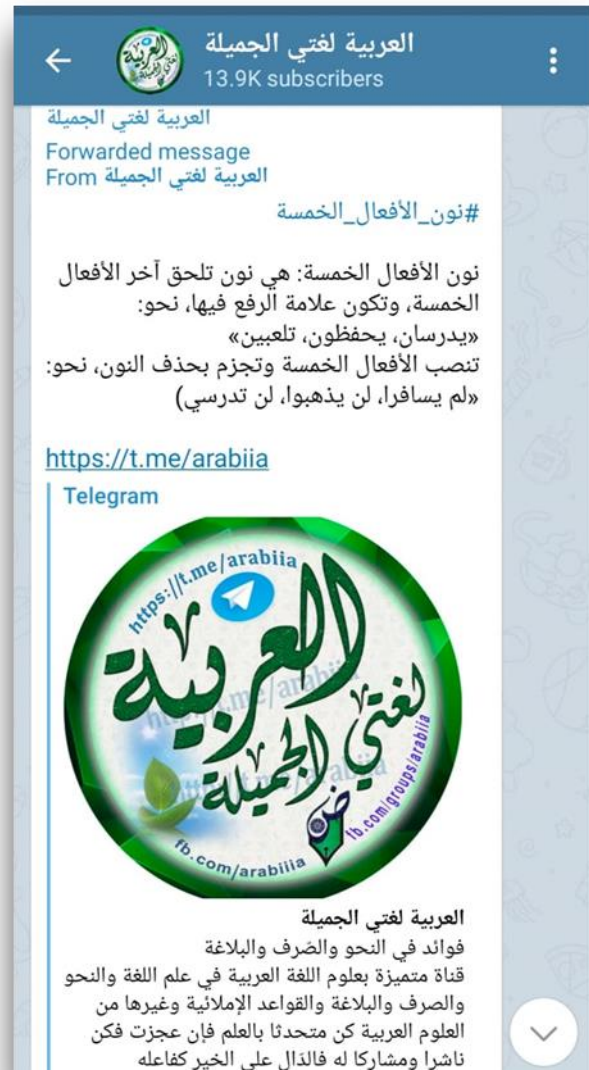 العربية لغتي الجميلة
13.9K subscribers
العربية لغتي الجميلة
Forwarded message
From العربية لغتي الجميلة
#نون_الأفعال_الخمسة
نون الأفعال الخمسة: هي نون تلحق آخر الأفعال
الخمسة، وتكون علامة الرفع فيها، نحو:
«يدرسان، يحفظون، تلعبين»
تنصب الأفعال الخمسة وتجزم بحذف النون، نحو:
«لم يسافرا، لن يذهبوا، لن تدرسي)
https://t.me/arabiia
Telegram
https://t.me/arabiia
العربية
لغتي الجميلة
ض
fb.com/groups/arabiia
fb.com/arabiiia
العربية لغتي الجميلة
فوائد في النحو والصَرف والبلاغة
قناة متميزة بعلوم اللغة العربية في علم اللغة والنحو
والصرف والبلاغة والقواعد الإملائية وغيرها من
العلوم العربية كن متحدثا بالعلم فإن عجزت فكن
ناشرا ومشاركا له فالدَال على الخير كفاعله